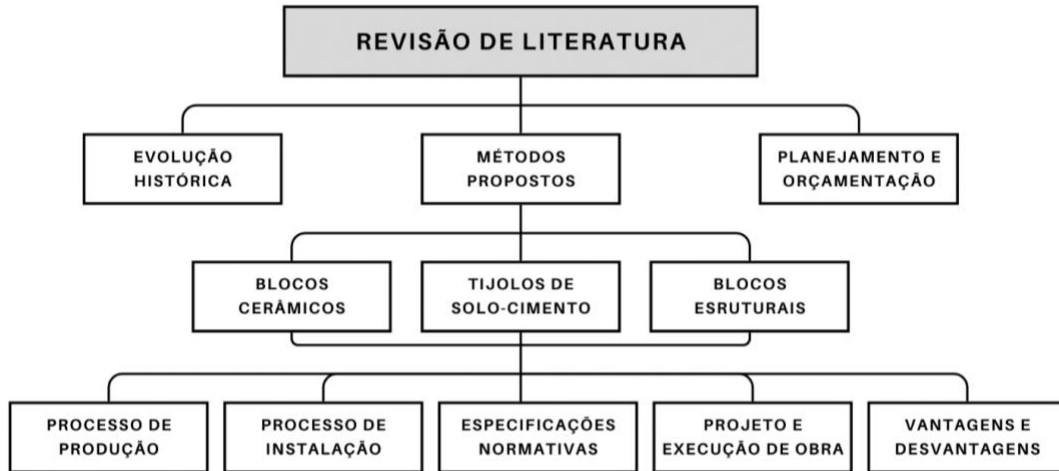 REVISÃO DE LITERATURA
EVOLUÇÃO
HISTÓRICA
MÉTODOS
PROPOSTOS
PLANEJAMENTO E
ORÇAMENTAÇÃO
BLOCOS
CERÂMICOS
TIJOLOS DE
SOLO-CIMENTO
BLOCOS
ESRUTURAIS
PROCESSO DE
PRODUÇÃO
PROCESSO DE
INSTALAÇÃO
ESPECIFICAÇÕES
NORMATIVAS
PROJETO E
EXECUÇÃO DE OBRA
VANTAGENS E
DESVANTAGENS